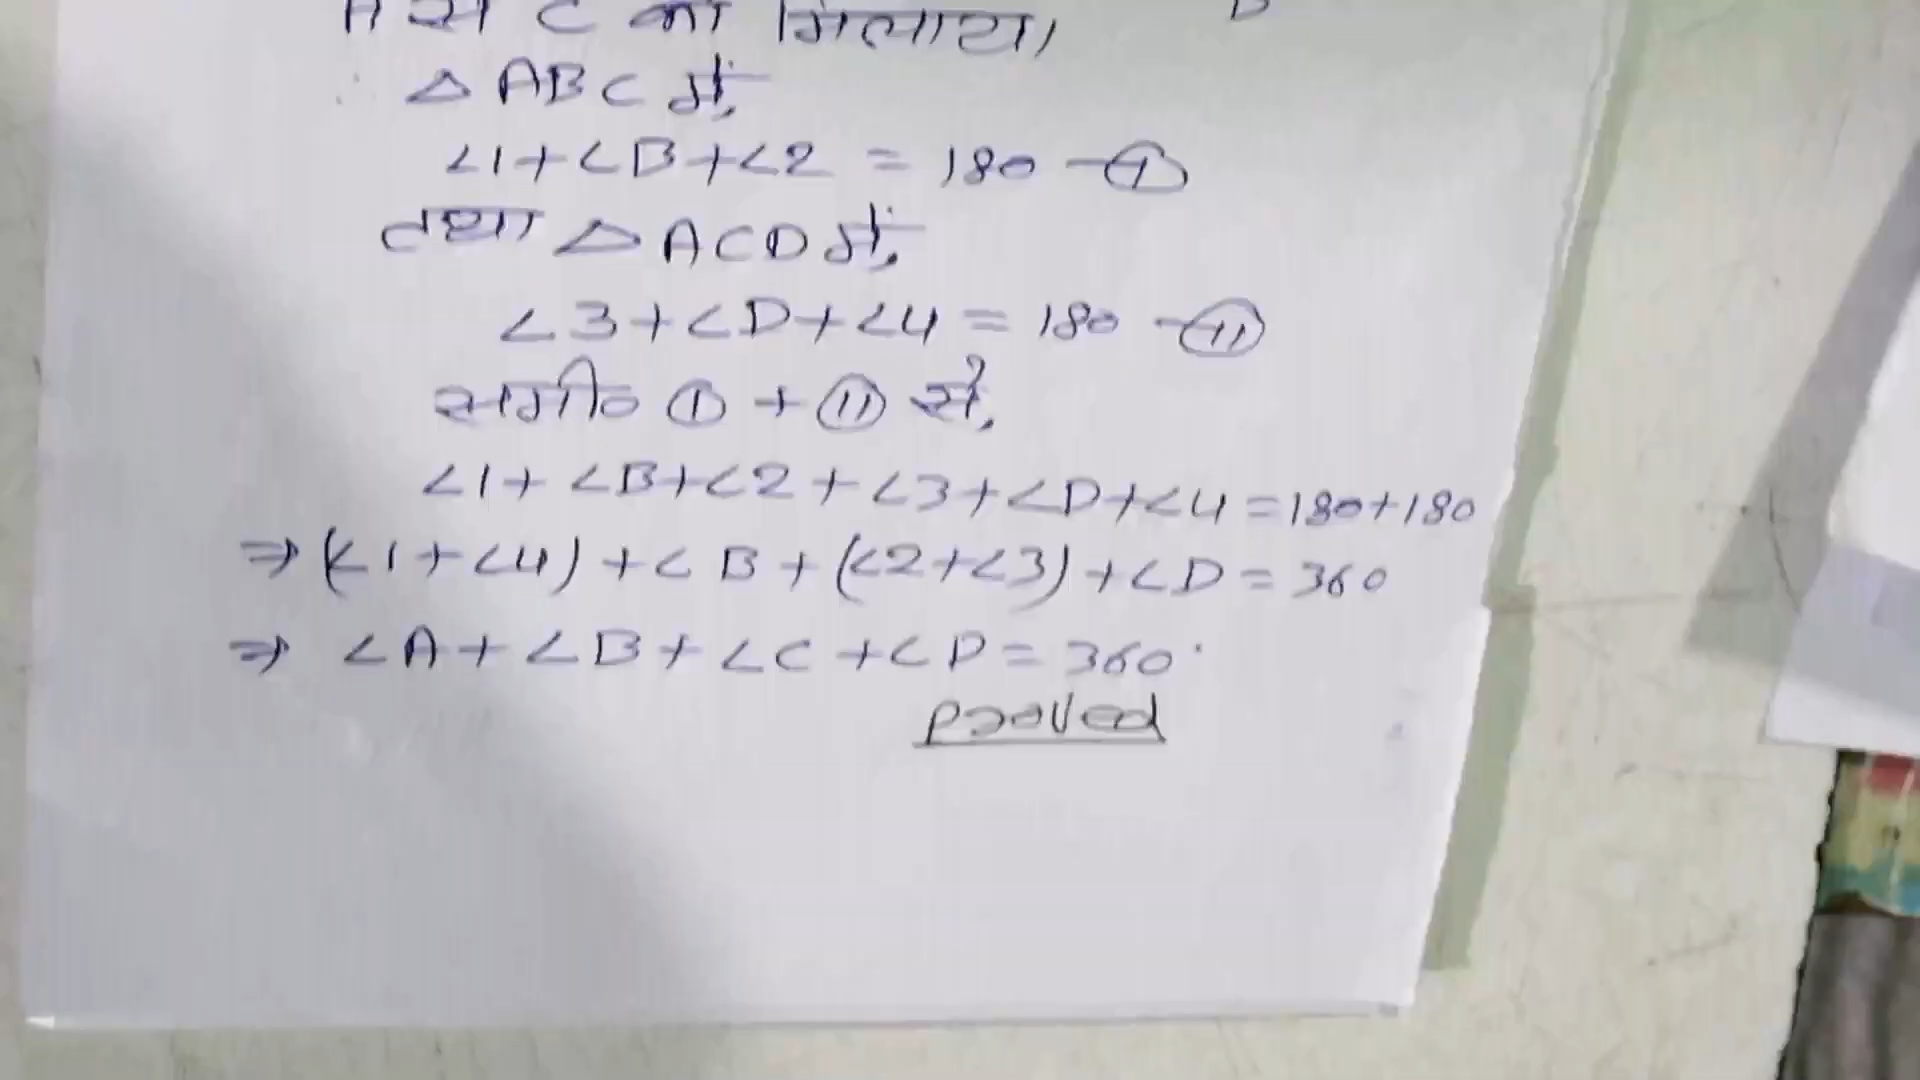 B
A से C को मिलाया।
△ ABC में,
∠1+∠B+∠2 = 180 —(I)
तथा △ ACD में,
∠3+∠D+∠4 = 180 —(II)
समी० (I) + (II) से,
∠1+∠B+∠2+∠3+∠D+∠4=180+180
⇒ (∠1+∠4)+∠B+(∠2+∠3)+∠D=360
⇒ ∠A+∠B+∠C+∠D=360°
Proved